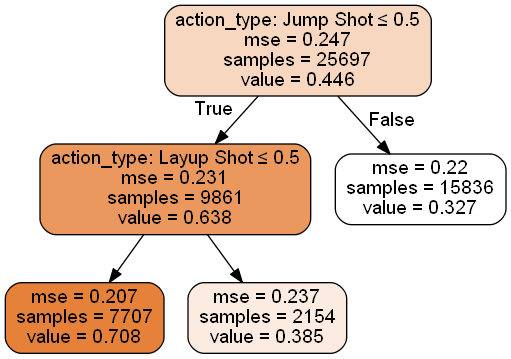 action_type: Jump Shot ≤ 0.5
mse = 0.247
samples = 25697
value = 0.446
True
False
action_type: Layup Shot ≤ 0.5
mse = 0.231
samples = 9861
value = 0.638
mse = 0.22
samples = 15836
value = 0.327
mse = 0.207
samples = 7707
value = 0.708
mse = 0.237
samples = 2154
value = 0.385